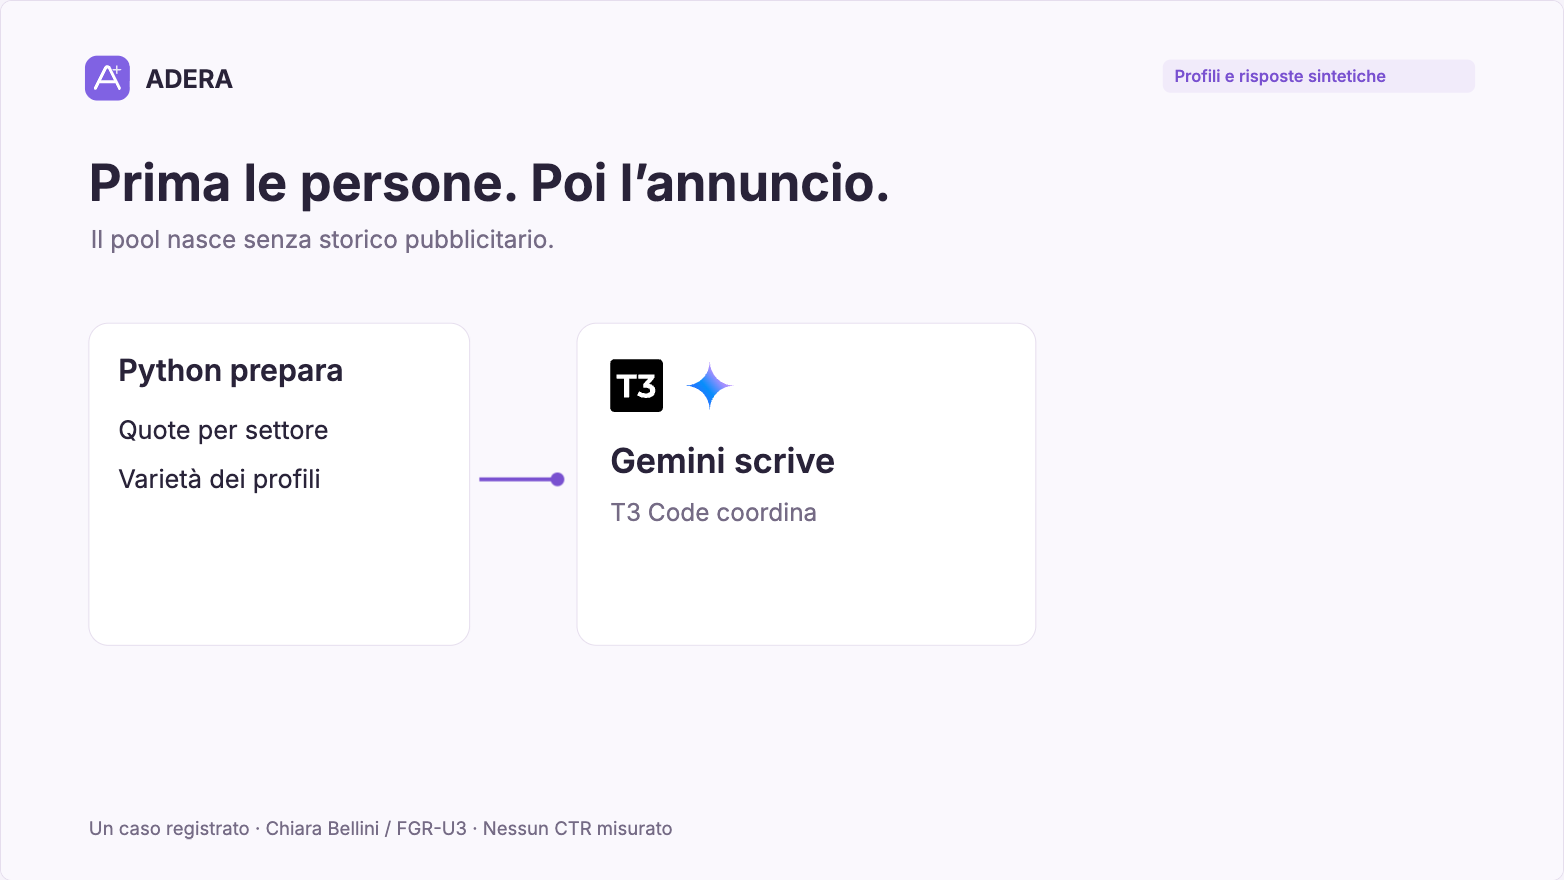 ADERA
Profili e risposte sintetiche
Prima le persone. Poi l’annuncio.
Il pool nasce senza storico pubblicitario.
Python prepara
Quote per settore
Varietà dei profili
T3
Gemini scrive
T3 Code coordina
Un caso registrato · Chiara Bellini / FGR-U3 · Nessun CTR misurato